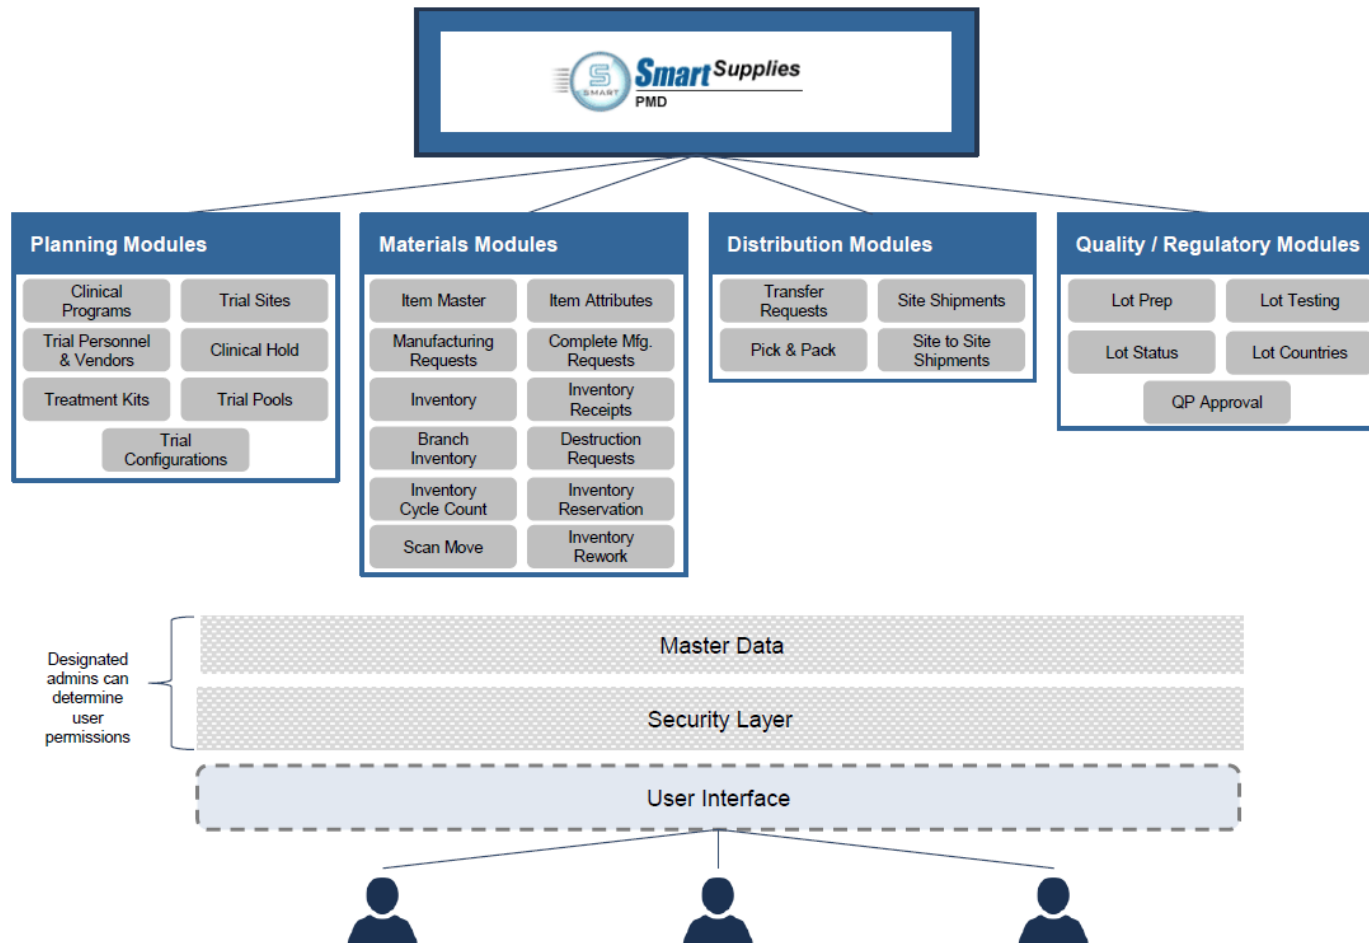 S
SMART
Smart Supplies
PMD
Planning Modules
Clinical
Programs
Trial Sites
Trial Personnel
& Vendors
Clinical Hold
Treatment Kits
Trial Pools
Trial
Configurations
Materials Modules
Item Master
Item Attributes
Manufacturing
Requests
Complete Mfg.
Requests
Inventory
Inventory
Receipts
Branch
Inventory
Destruction
Requests
Inventory
Cycle Count
Inventory
Reservation
Scan Move
Inventory
Rework
Distribution Modules
Transfer
Requests
Site Shipments
Pick & Pack
Site to Site
Shipments
Quality / Regulatory Modules
Lot Prep
Lot Testing
Lot Status
Lot Countries
QP Approval
Designated
admins can
determine
user
permissions
Master Data
Security Layer
User Interface